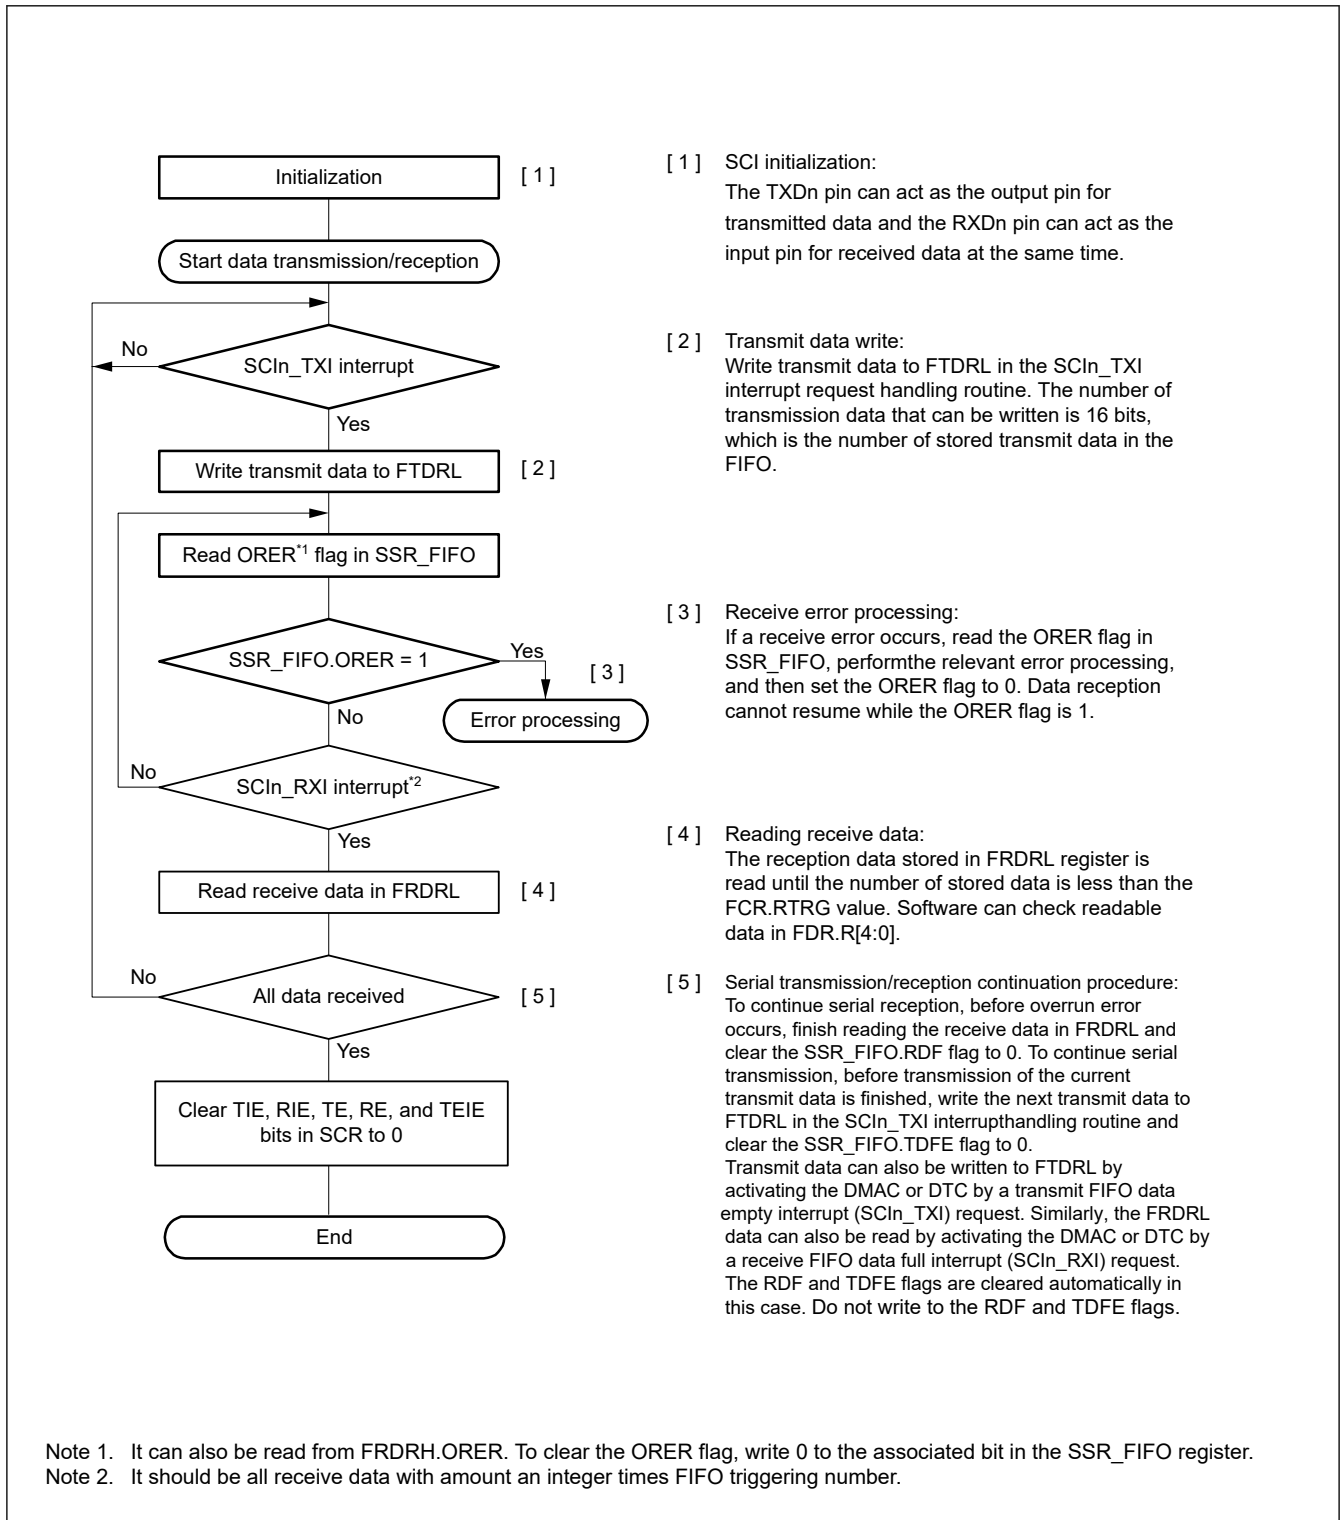 Initialization
[ 1 ]
Start data transmission/reception
No
SCIn_TXI interrupt
Yes
Write transmit data to FTDRL
[ 2 ]
Read ORER*1 flag in SSR_FIFO
SSR_FIFO.ORER = 1
Yes
[ 3 ]
Error processing
No
No
SCIn_RXI interrupt*2
Yes
Read receive data in FRDRL
[ 4 ]
No
All data received
[ 5 ]
Yes
Clear TIE, RIE, TE, RE, and TEIE
bits in SCR to 0
End
[ 1 ] SCI initialization:
The TXDn pin can act as the output pin for
transmitted data and the RXDn pin can act as the
input pin for received data at the same time.
[ 2 ] Transmit data write:
Write transmit data to FTDRL in the SCIn_TXI
interrupt request handling routine. The number of
transmission data that can be written is 16 bits,
which is the number of stored transmit data in the
FIFO.
[ 3 ] Receive error processing:
If a receive error occurs, read the ORER flag in
SSR_FIFO, performthe relevant error processing,
and then set the ORER flag to 0. Data reception
cannot resume while the ORER flag is 1.
[ 4 ] Reading receive data:
The reception data stored in FRDRL register is
read until the number of stored data is less than the
FCR.RTRG value. Software can check readable
data in FDR.R[4:0].
[ 5 ] Serial transmission/reception continuation procedure:
To continue serial reception, before overrun error
occurs, finish reading the receive data in FRDRL and
clear the SSR_FIFO.RDF flag to 0. To continue serial
transmission, before transmission of the current
transmit data is finished, write the next transmit data to
FTDRL in the SCIn_TXI interrupthandling routine and
clear the SSR_FIFO.TDFE flag to 0.
Transmit data can also be written to FTDRL by
activating the DMAC or DTC by a transmit FIFO data
empty interrupt (SCIn_TXI) request. Similarly, the FRDRL
data can also be read by activating the DMAC or DTC by
a receive FIFO data full interrupt (SCIn_RXI) request.
The RDF and TDFE flags are cleared automatically in
this case. Do not write to the RDF and TDFE flags.
Note 1. It can also be read from FRDRH.ORER. To clear the ORER flag, write 0 to the associated bit in the SSR_FIFO register.
Note 2. It should be all receive data with amount an integer times FIFO triggering number.